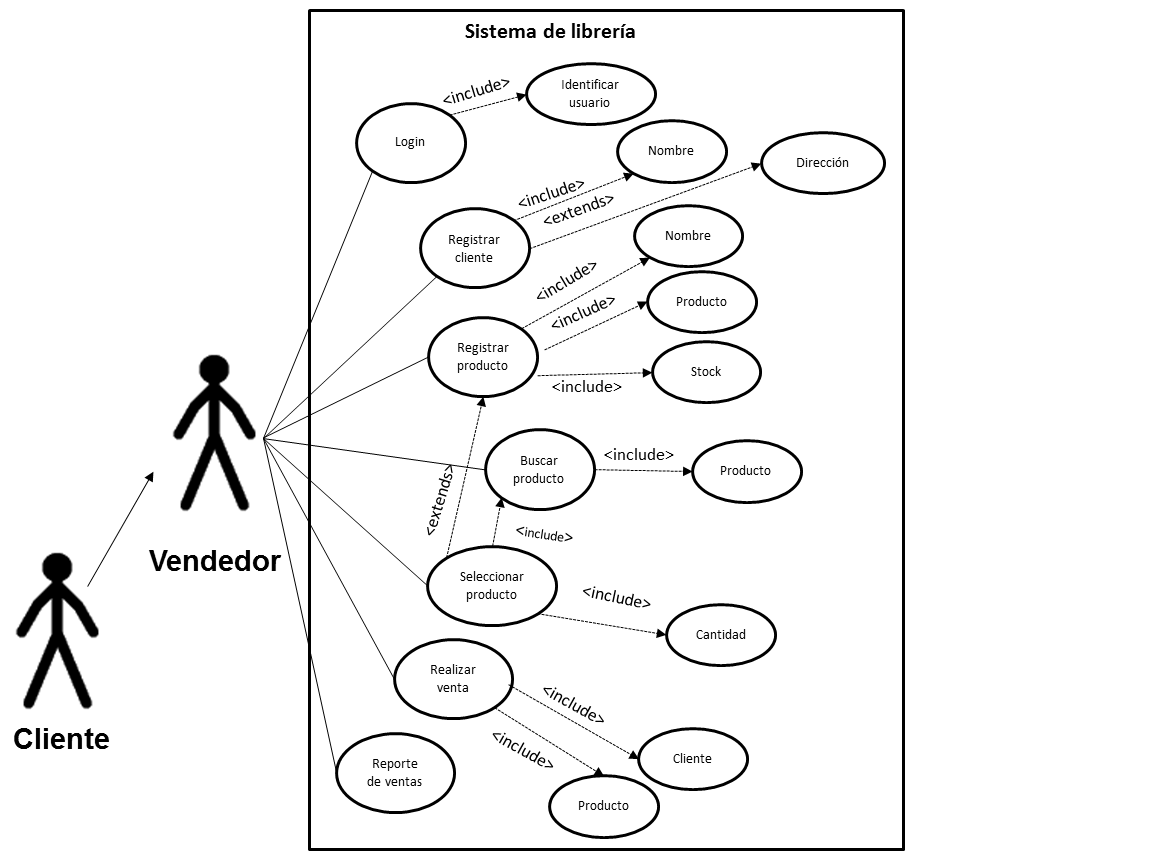 Sistema de librería
<include>
Identificar
usuario
Login
Nombre
Dirección
<include>
<extends>
Registrar
cliente
Nombre
<include>
Producto
<include>
Registrar
producto
Stock
<include>
Buscar
producto
<include>
Producto
<extends>
<include>
Vendedor
Seleccionar
producto
<include>
Cantidad
Realizar
venta
<include>
<include>
Cliente
Cliente
Reporte
de ventas
Producto